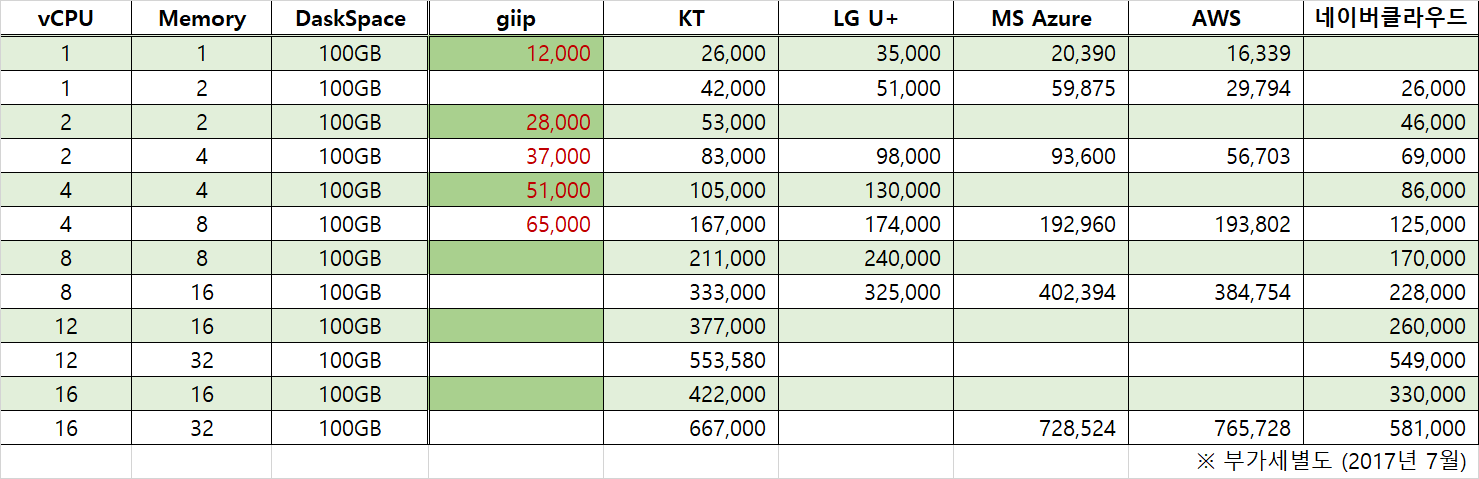 vCPU Memory DaskSpace giip KT LG U+ MS Azure AWS 네이버클라우드
1 1 100GB 12,000 26,000 35,000 20,390 16,339
1 2 100GB 42,000 51,000 59,875 29,794 26,000
2 2 100GB 28,000 53,000 46,000
2 4 100GB 37,000 83,000 98,000 93,600 56,703 69,000
4 4 100GB 51,000 105,000 130,000 86,000
4 8 100GB 65,000 167,000 174,000 192,960 193,802 125,000
8 8 100GB 211,000 240,000 170,000
8 16 100GB 333,000 325,000 402,394 384,754 228,000
12 16 100GB 377,000 260,000
12 32 100GB 553,580 549,000
16 16 100GB 422,000 330,000
16 32 100GB 667,000 728,524 765,728 581,000
※ 부가세별도 (2017년 7월)